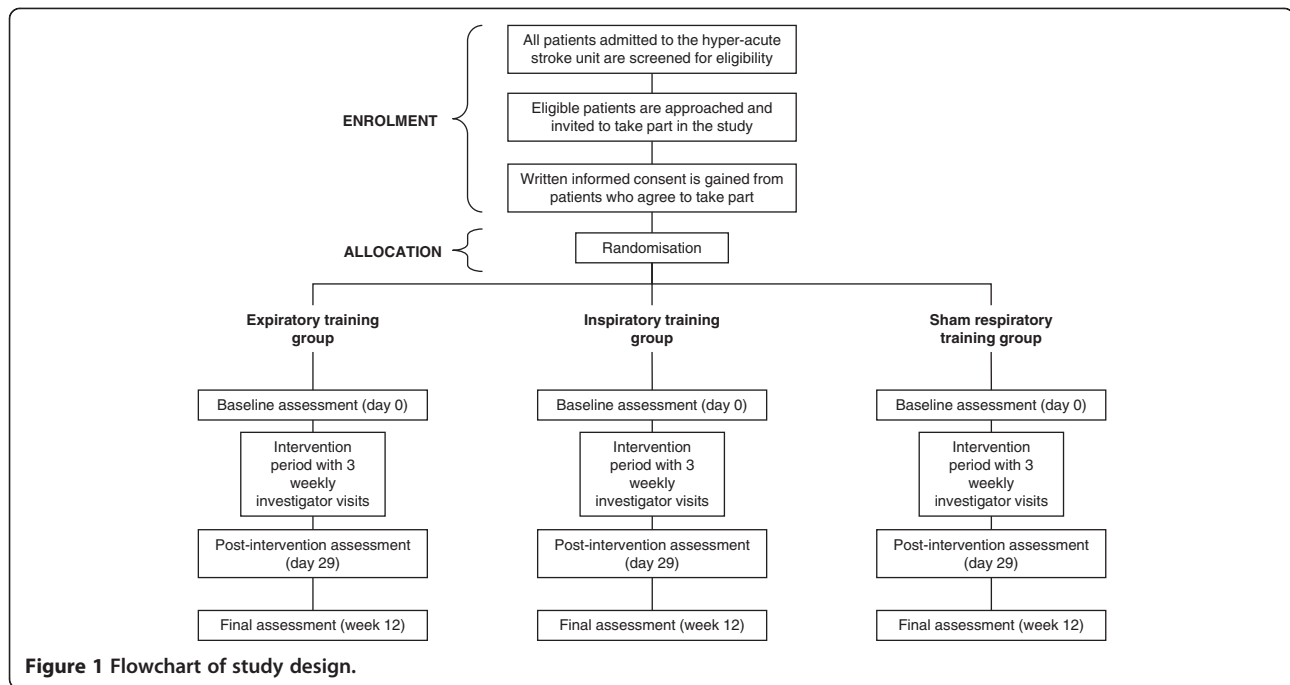 All patients admitted to the hyper-acute
stroke unit are screened for eligibility
ENROLMENT
Eligible patients are approached and
invited to take part in the study
Written informed consent is gained from
patients who agree to take part
ALLOCATION
Randomisation
Expiratory training
group
Inspiratory training
group
Sham respiratory
training group
Baseline assessment (day 0)
Baseline assessment (day 0)
Baseline assessment (day 0)
Intervention
period with 3
weekly
investigator visits
Intervention
period with 3
weekly
investigator visits
Intervention
period with 3
weekly
investigator visits
Post-intervention assessment
(day 29)
Post-intervention assessment
(day 29)
Post-intervention assessment
(day 29)
Final assessment (week 12)
Final assessment (week 12)
Final assessment (week 12)
Figure 1 Flowchart of study design.